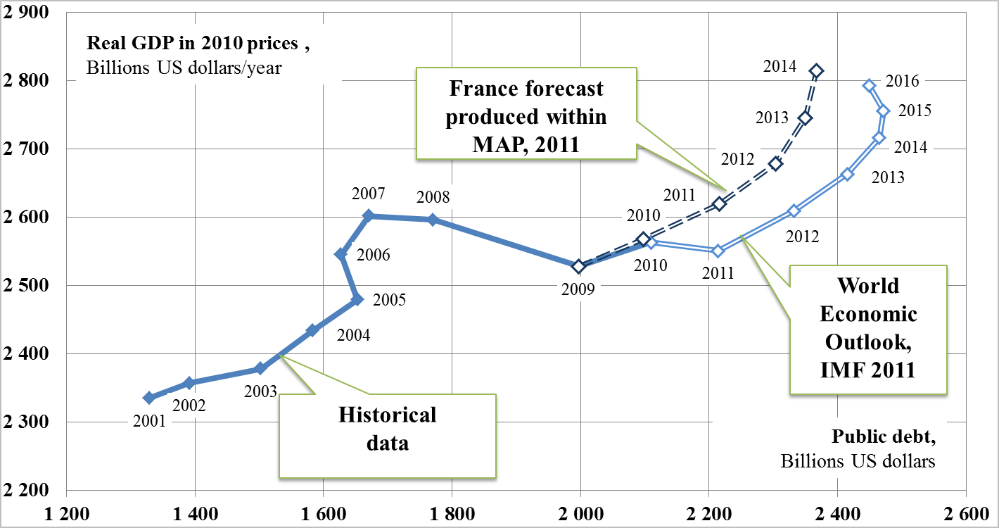 2 900
Real GDP in 2010 prices ,
Billions US dollars/year
2 800
2 700
2 600
2 500
2 400
2 300
2 200
France forecast
produced within
MAP, 2011
2014
2013
2012
2011
2010
2016
2015
2014
2013
2012
2011
2010
2009
2008
2007
2006
2005
2004
2003
2002
2001
World
Economic
Outlook,
IMF 2011
Historical
data
Public debt,
Billions US dollars
1 200
1 400
1 600
1 800
2 000
2 200
2 400
2 600